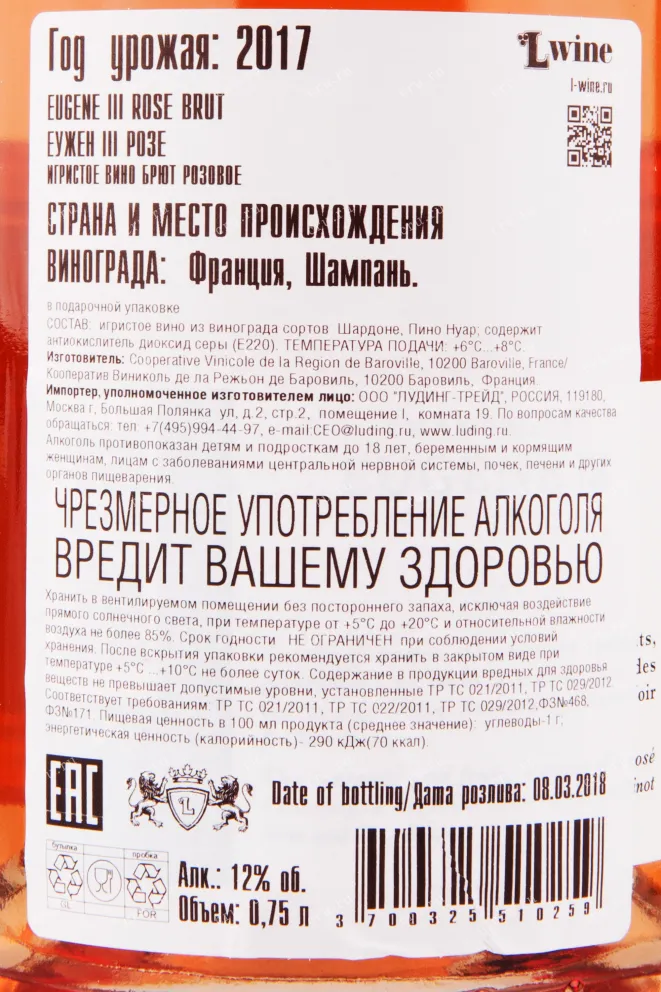 Год урожая: 2017
Lwine
l-wine.ru
EUGENE III ROSE BRUT
ЕУЖЕН III РОЗЕ
ИГРИСТОЕ ВИНО БРЮТ РОЗОВОЕ
СТРАНА И МЕСТО ПРОИСХОЖДЕНИЯ
ВИНОГРАДА: Франция, Шампань.
в подарочной упаковке
СОСТАВ: игристое вино из винограда сортов Шардоне, Пино Нуар; содержит
антиокислитель диоксид серы (Е220). ТЕМПЕРАТУРА ПОДАЧИ: +6°С...+8°С.
Изготовитель: Cooperative Vinicole de la Region de Baroville, 10200 Baroville, France/
Кооператив Виниколь де ла Режьон де Баровиль, 10200 Баровиль, Франция.
Импортер, уполномоченное изготовителем лицо: ООО "ЛУДИНГ-ТРЕЙД", РОССИЯ, 119180,
Москва г, Большая Полянка ул, д.2, стр.2, помещение I, комната 19. По вопросам качества
обращаться: тел. +7(495)994-44-97, e-mail:CEO@luding.ru, www.luding.ru.
Алкоголь противопоказан детям и подросткам до 18 лет, беременным и кормящим
женщинам, лицам с заболеваниями центральной нервной системы, почек, печени и других
органов пищеварения.
ЧРЕЗМЕРНОЕ УПОТРЕБЛЕНИЕ АЛКОГОЛЯ
ВРЕДИТ ВАШЕМУ ЗДОРОВЬЮ
Хранить в вентилируемом помещении без постороннего запаха, исключая воздействие
прямого солнечного света, при температуре от +5°С до +20°С и относительной влажности
воздуха не более 85%. Срок годности НЕ ОГРАНИЧЕН при соблюдении условий
хранения. После вскрытия упаковки рекомендуется хранить в закрытом виде при
температуре +5°С ...+10°С не более суток. Содержание в продукции вредных для здоровья
веществ не превышает допустимые уровни, установленные ТР ТС 021/2011, ТР ТС 029/2012.
Соответствует требованиям: ТР ТС 021/2011, ТР ТС 022/2011, ТР ТС 029/2012,ФЗ№468,
ФЗ№171. Пищевая ценность в 100 мл продукта (среднее значение): углеводы-1 г;
энергетическая ценность (калорийность)- 290 кДж(70 ккал).
ts,
des
oir
osé
inot
EAC
L
Date of bottling/Дата розлива: 08.03.2018
бутылка
пробка
GL
FOR
Алк.: 12% об.
Объем: 0,75 л
3 700325 510259